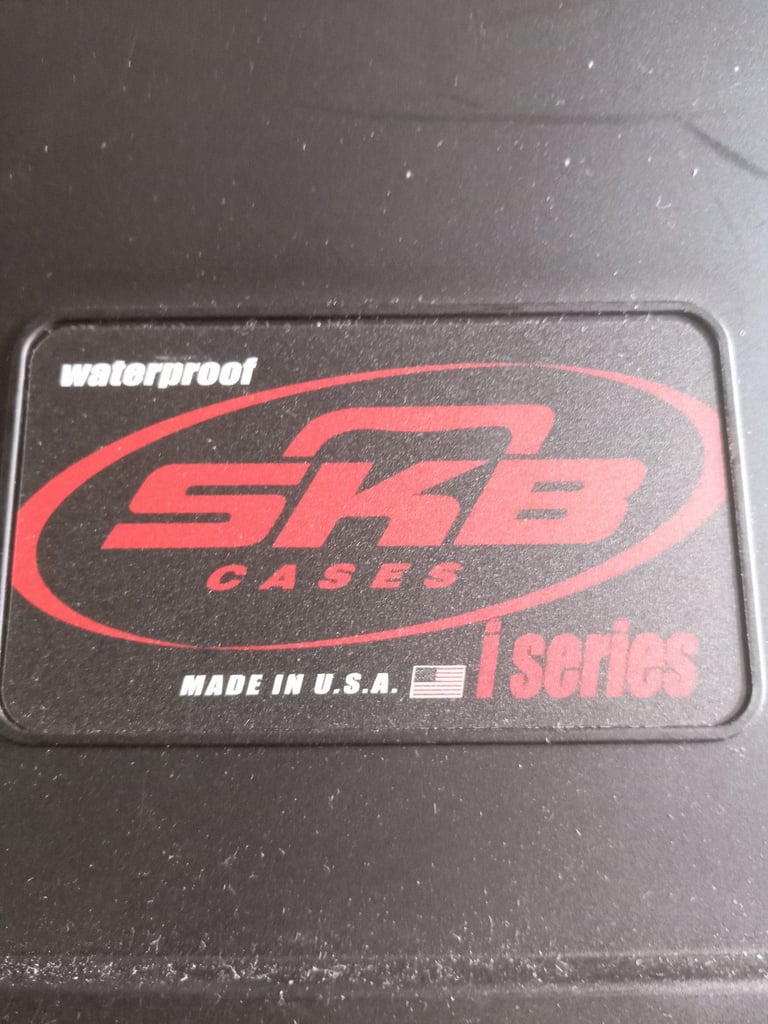 waterproof
SKB
CASES
i series
MADE IN U.S.A.